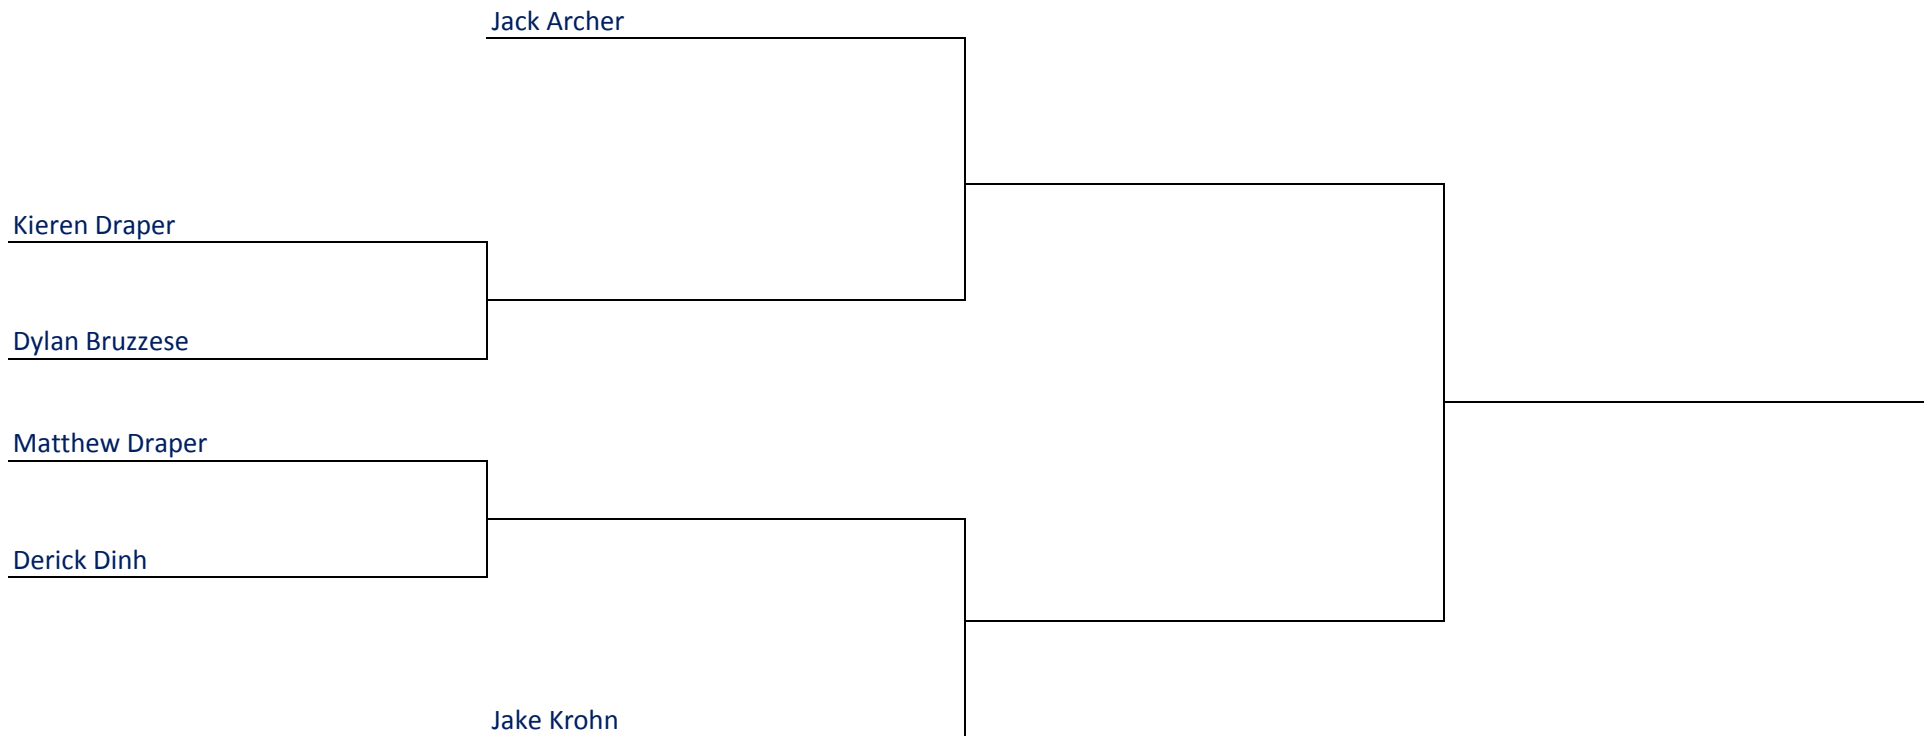 Jack Archer
Kieren Draper
Dylan Bruzzese
Matthew Draper
Derick Dinh
Jake Krohn